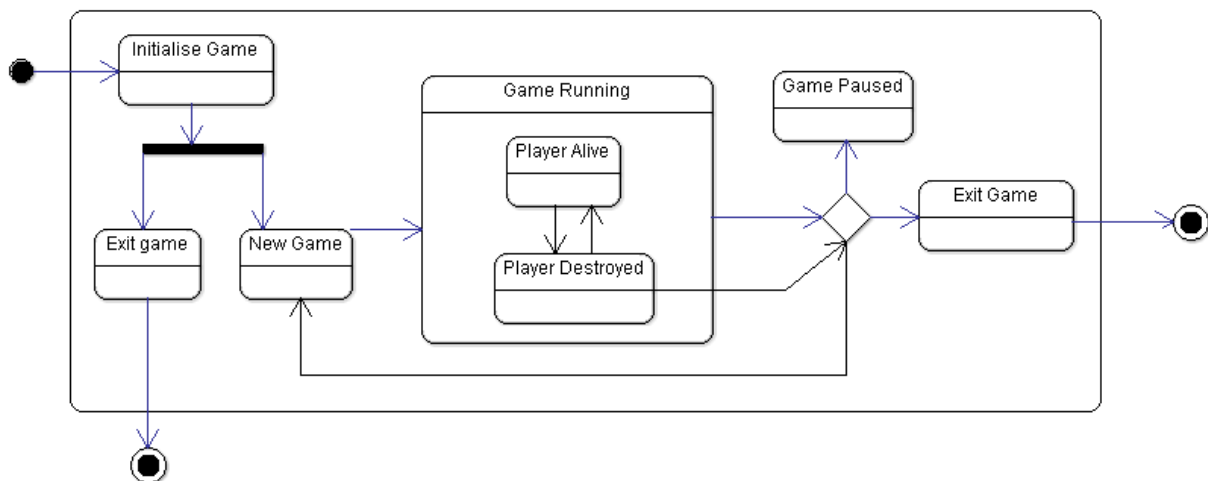 Initialise Game
Game Running
Game Paused
Player Alive
Exit Game
Exit game
New Game
Player Destroyed